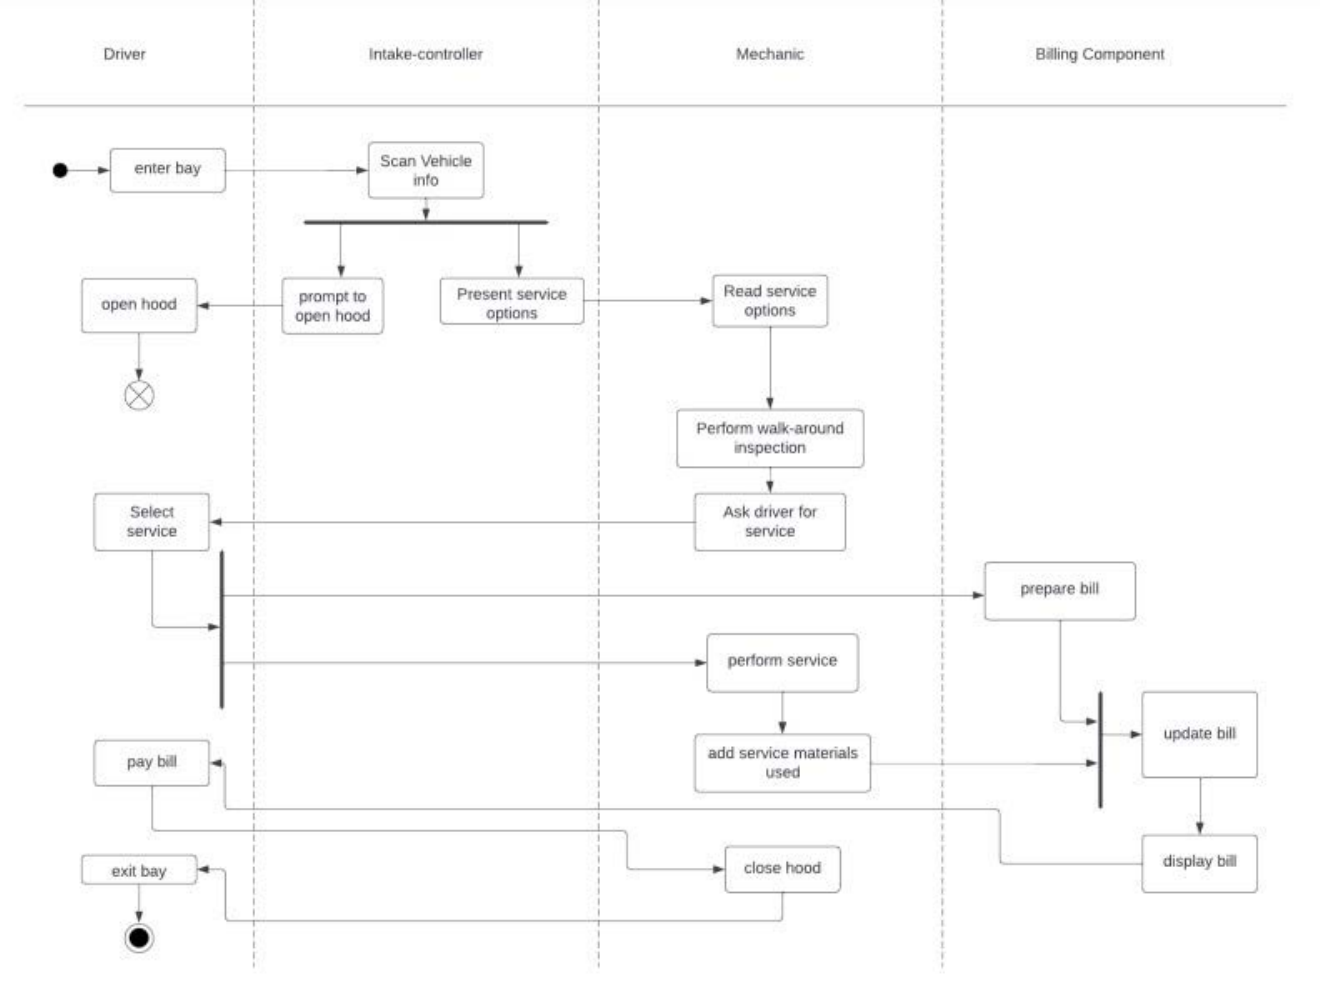 Driver
Intake-controller
Mechanic
Billing Component
enter bay
Scan Vehicle
info
open hood
prompt to
open hood
Present service
options
Read service
options
Perform walk-around
inspection
Select
service
Ask driver for
service
prepare bill
perform service
update bill
pay bill
add service materials
used
exit bay
close hood
display bill